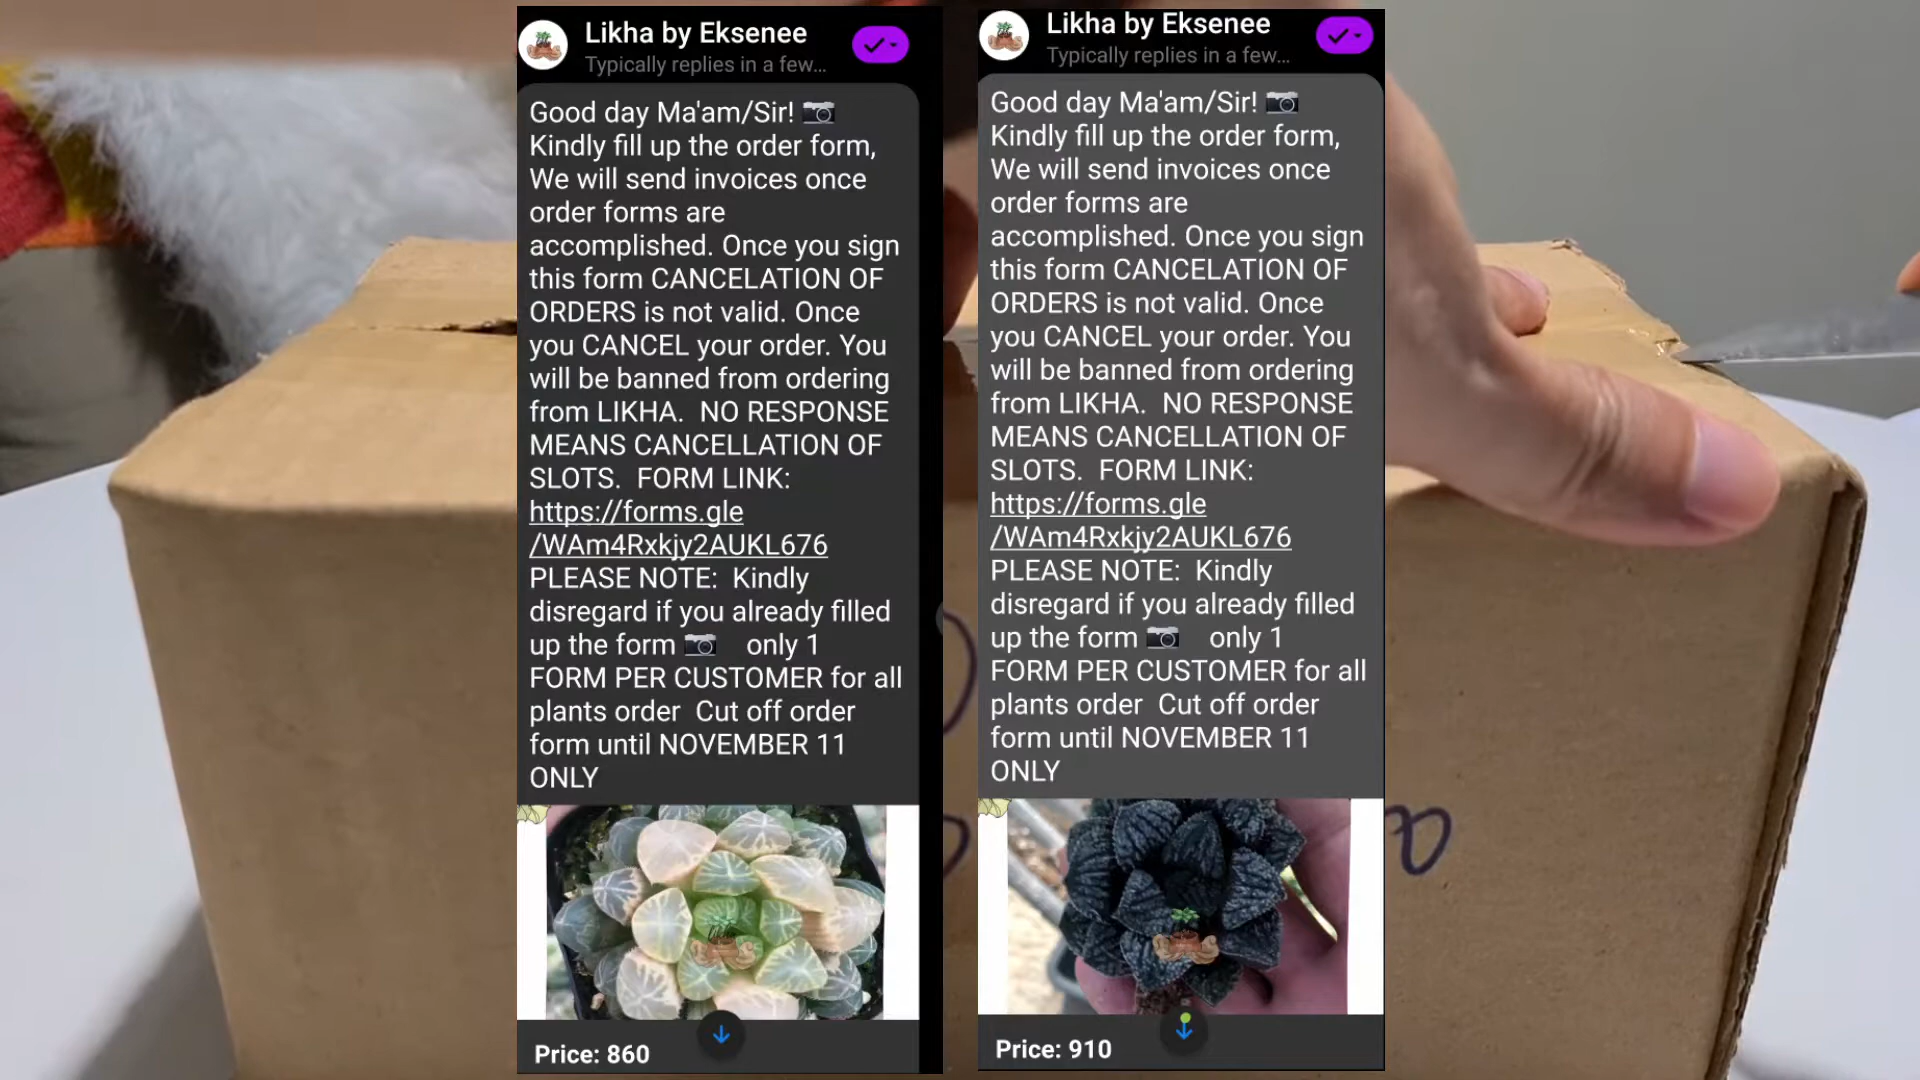 Likha by Eksenee
Typically replies in a few...
Good day Ma'am/Sir! 📷
Kindly fill up the order form,
We will send invoices once
order forms are
accomplished. Once you sign
this form CANCELATION OF
ORDERS is not valid. Once
you CANCEL your order. You
will be banned from ordering
from LIKHA.  NO RESPONSE
MEANS CANCELLATION OF
SLOTS.  FORM LINK:
https://forms.gle
/WAm4Rxkjy2AUKL676
PLEASE NOTE:  Kindly
disregard if you already filled
up the form 📷    only 1
FORM PER CUSTOMER for all
plants order  Cut off order
form until NOVEMBER 11
ONLY
Likha
Price: 860
Likha by Eksenee
Typically replies in a few...
Good day Ma'am/Sir! 📷
Kindly fill up the order form,
We will send invoices once
order forms are
accomplished. Once you sign
this form CANCELATION OF
ORDERS is not valid. Once
you CANCEL your order. You
will be banned from ordering
from LIKHA.  NO RESPONSE
MEANS CANCELLATION OF
SLOTS.  FORM LINK:
https://forms.gle
/WAm4Rxkjy2AUKL676
PLEASE NOTE:  Kindly
disregard if you already filled
up the form 📷    only 1
FORM PER CUSTOMER for all
plants order  Cut off order
form until NOVEMBER 11
ONLY
Price: 910
a